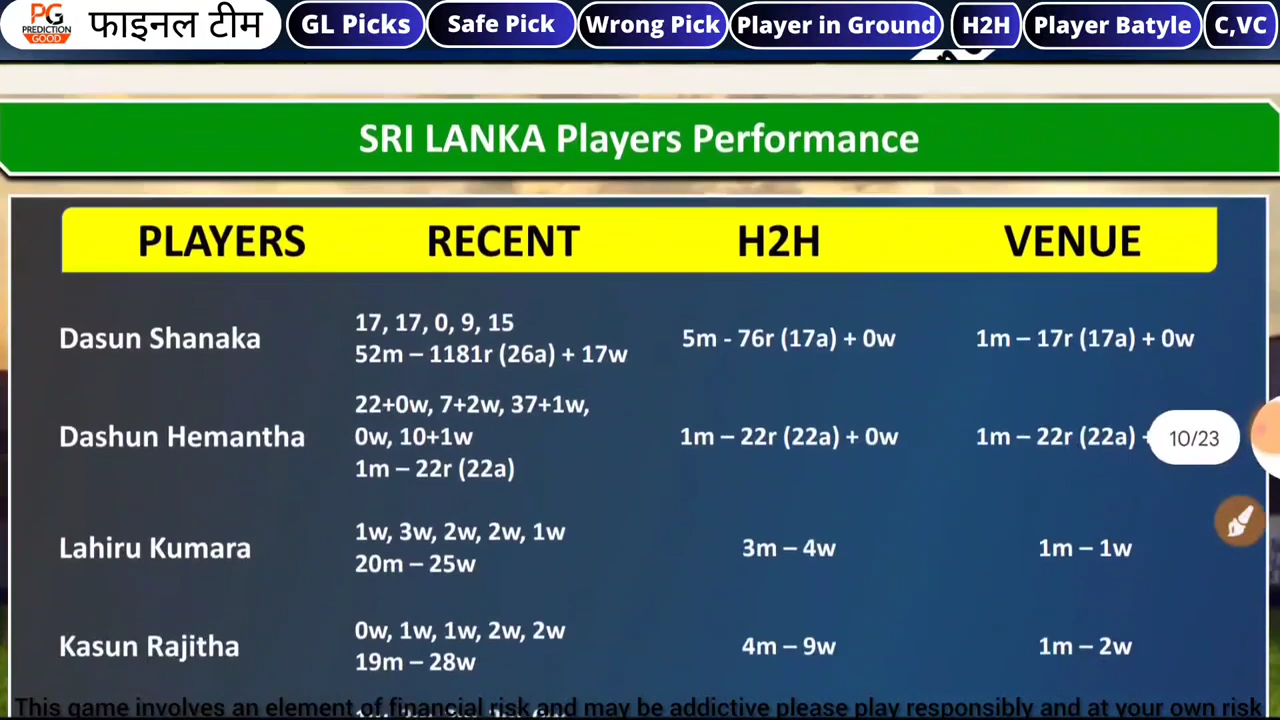 PG
PREDICTION
GOOD
फाइनल टीम
GL Picks
Safe Pick
Wrong Pick
Player in Ground
H2H
Player Batyle
C,VC
SRI LANKA Players Performance
PLAYERS RECENT H2H VENUE
17, 17, 0, 9, 15
Dasun Shanaka 5m - 76r (17a) + 0w 1m – 17r (17a) + 0w
52m – 1181r (26a) + 17w
22+0w, 7+2w, 37+1w,
Dashun Hemantha 0w, 10+1w 1m – 22r (22a) + 0w 1m – 22r (22a)
1m – 22r (22a)
10/23
1w, 3w, 2w, 2w, 1w
Lahiru Kumara 3m – 4w 1m – 1w
20m – 25w
0w, 1w, 1w, 2w, 2w
Kasun Rajitha 4m – 9w 1m – 2w
19m – 28w
This game involves an element of financial risk and may be addictive please play responsibly and at your own risk